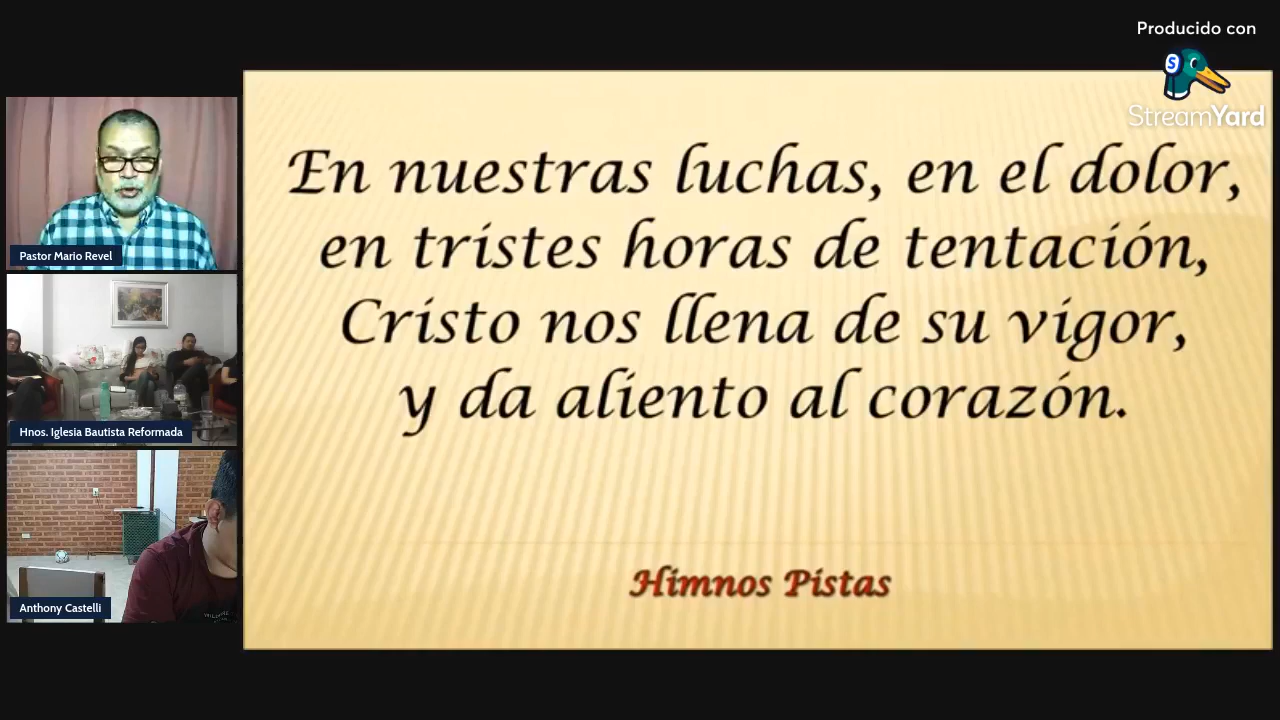 Producido con
StreamYard
En nuestras luchas, en el dolor,
en tristes horas de tentación,
Cristo nos llena de su vigor,
y da aliento al corazón.
Himnos Pistas
Pastor Mario Revel
Hnos. Iglesia Bautista Reformada
Anthony Castelli